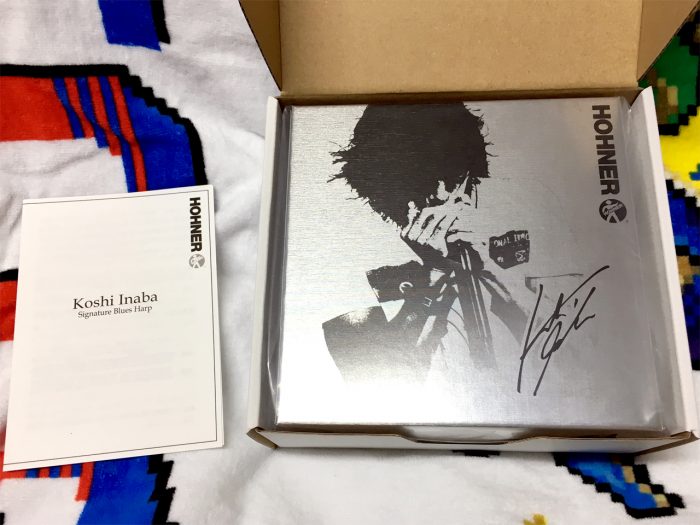 HOHNER
Koshi Inaba
Signature Blues Harp
HOHNER